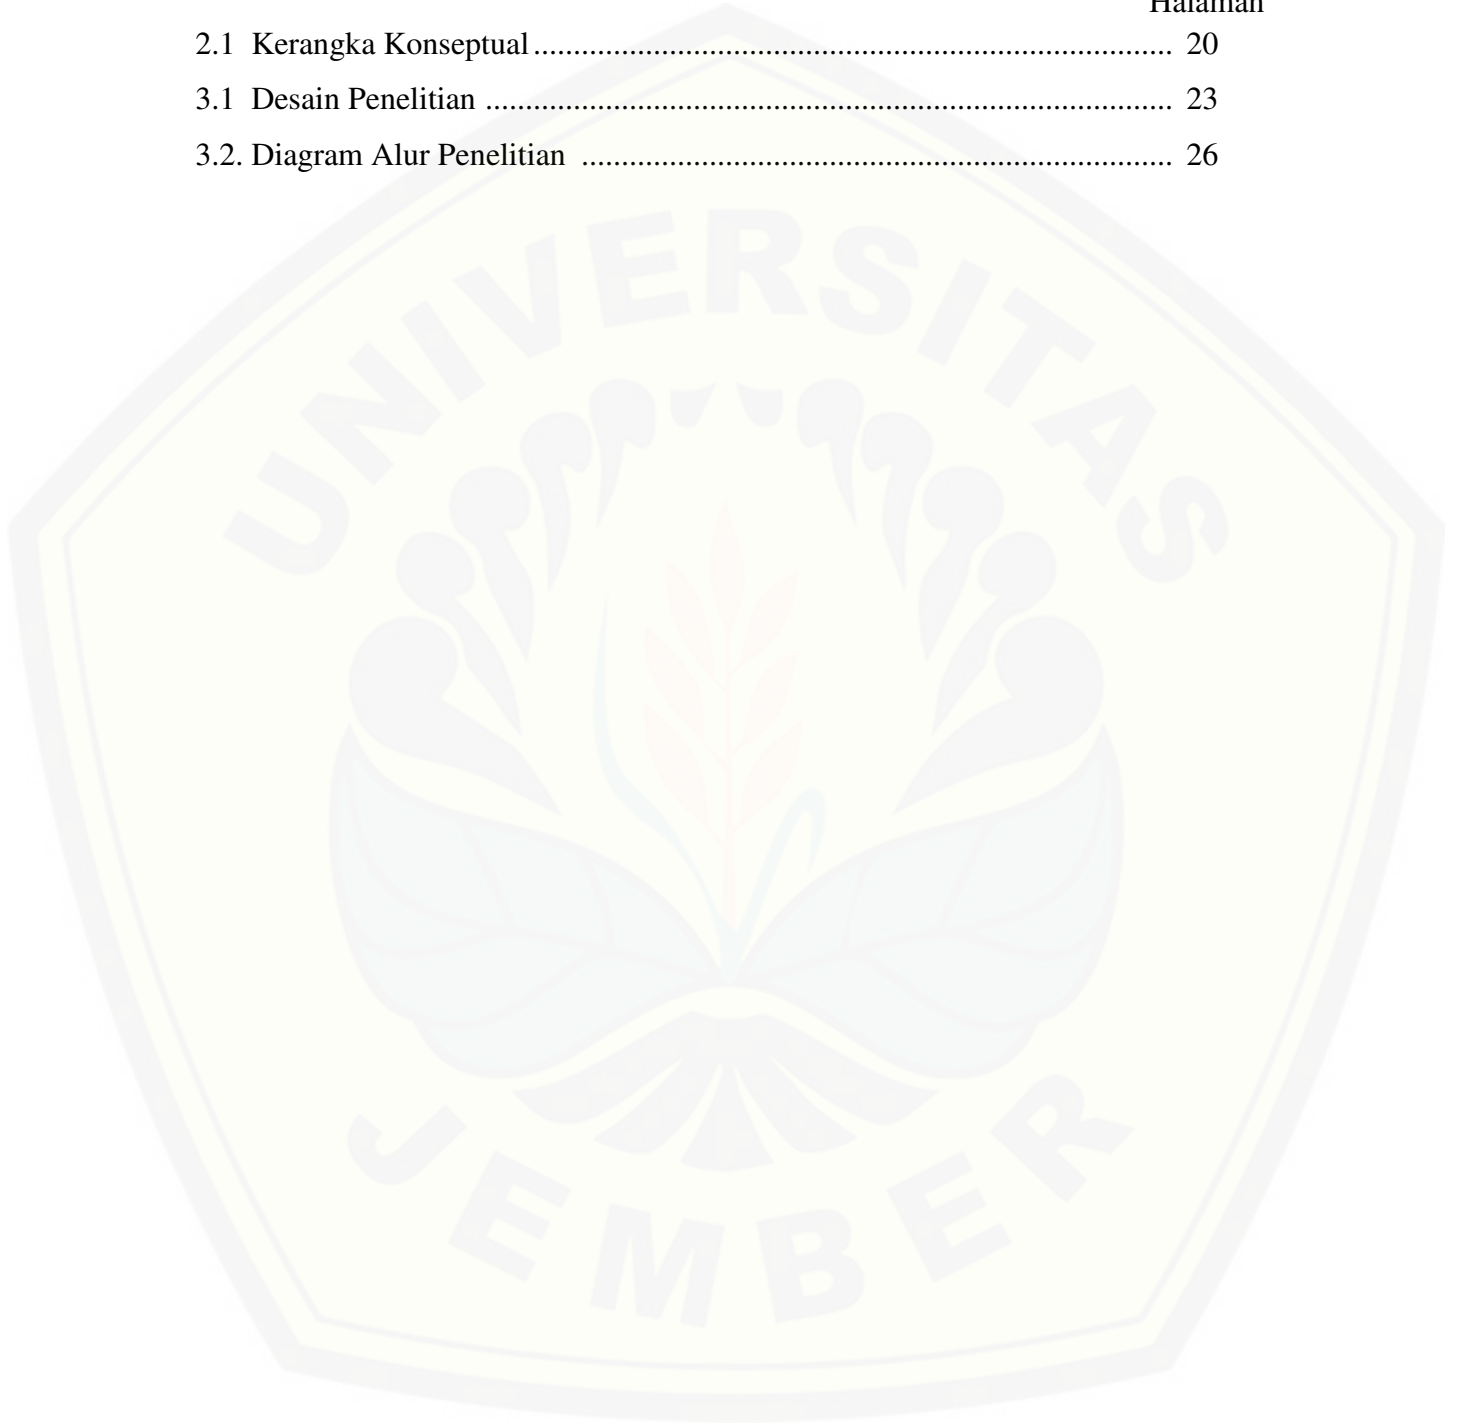 Halaman
2.1 Kerangka Konseptual................................................................................ 20
3.1 Desain Penelitian ...................................................................................... 23
3.2. Diagram Alur Penelitian .......................................................................... 26
UNIVERSITAS
JEMBER